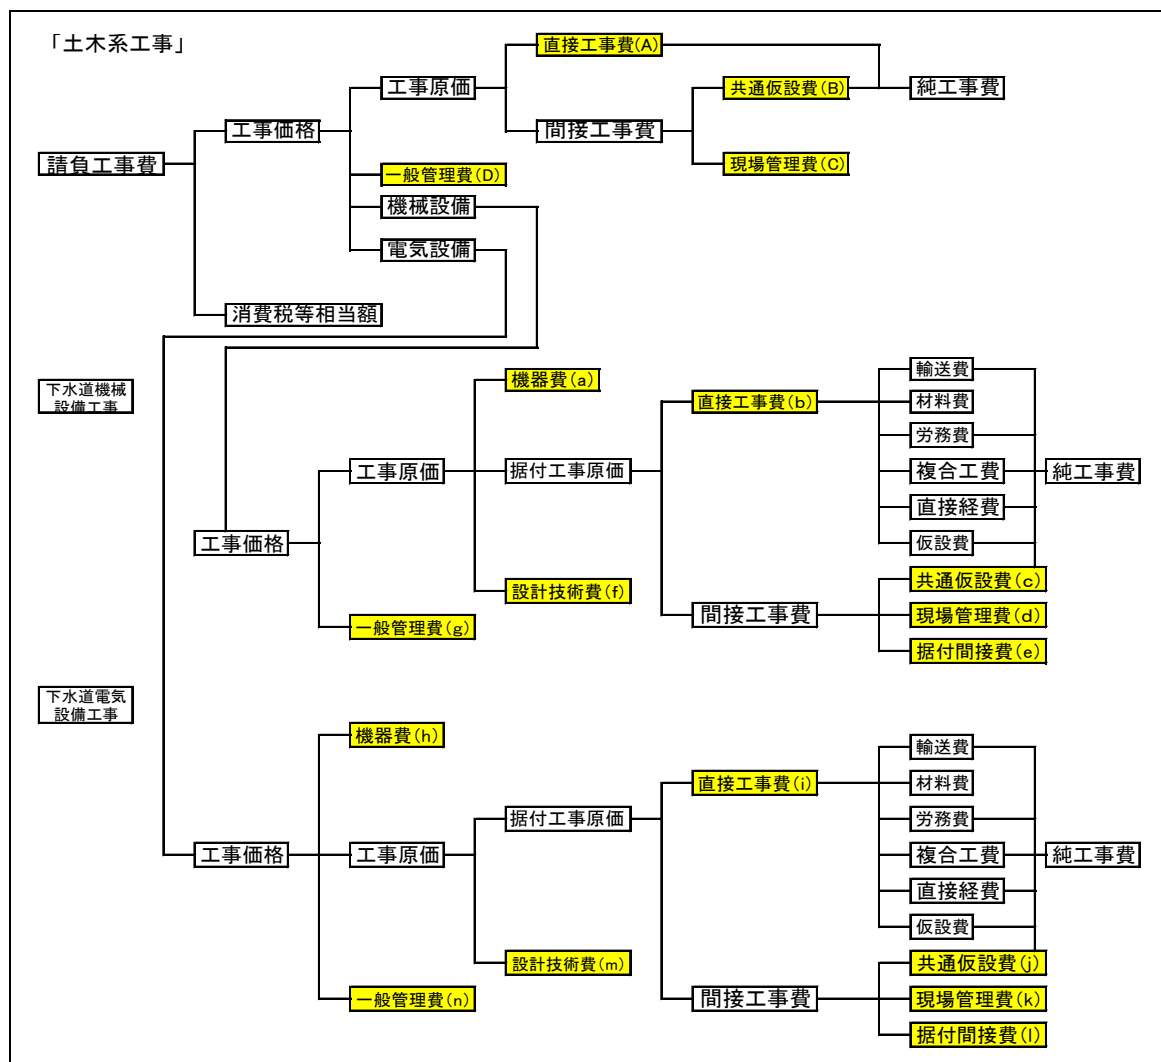 「土木系工事」
直接工事費(A)
工事原価
共通仮設費(B)
純工事費
工事価格
間接工事費
請負工事費
一般管理費(D)
現場管理費(C)
機械設備
電気設備
消費税等相当額
下水道機械
設備工事
機器費(a)
直接工事費(b)
輸送費
材料費
労務費
工事原価
据付工事原価
複合工費
純工事費
直接経費
工事価格
仮設費
設計技術費(f)
共通仮設費(c)
一般管理費(g)
間接工事費
現場管理費(d)
据付間接費(e)
下水道電気
設備工事
機器費(h)
輸送費
直接工事費(i)
材料費
据付工事原価
労務費
工事価格
工事原価
複合工費
純工事費
直接経費
仮設費
設計技術費(m)
共通仮設費(j)
一般管理費(n)
間接工事費
現場管理費(k)
据付間接費(l)